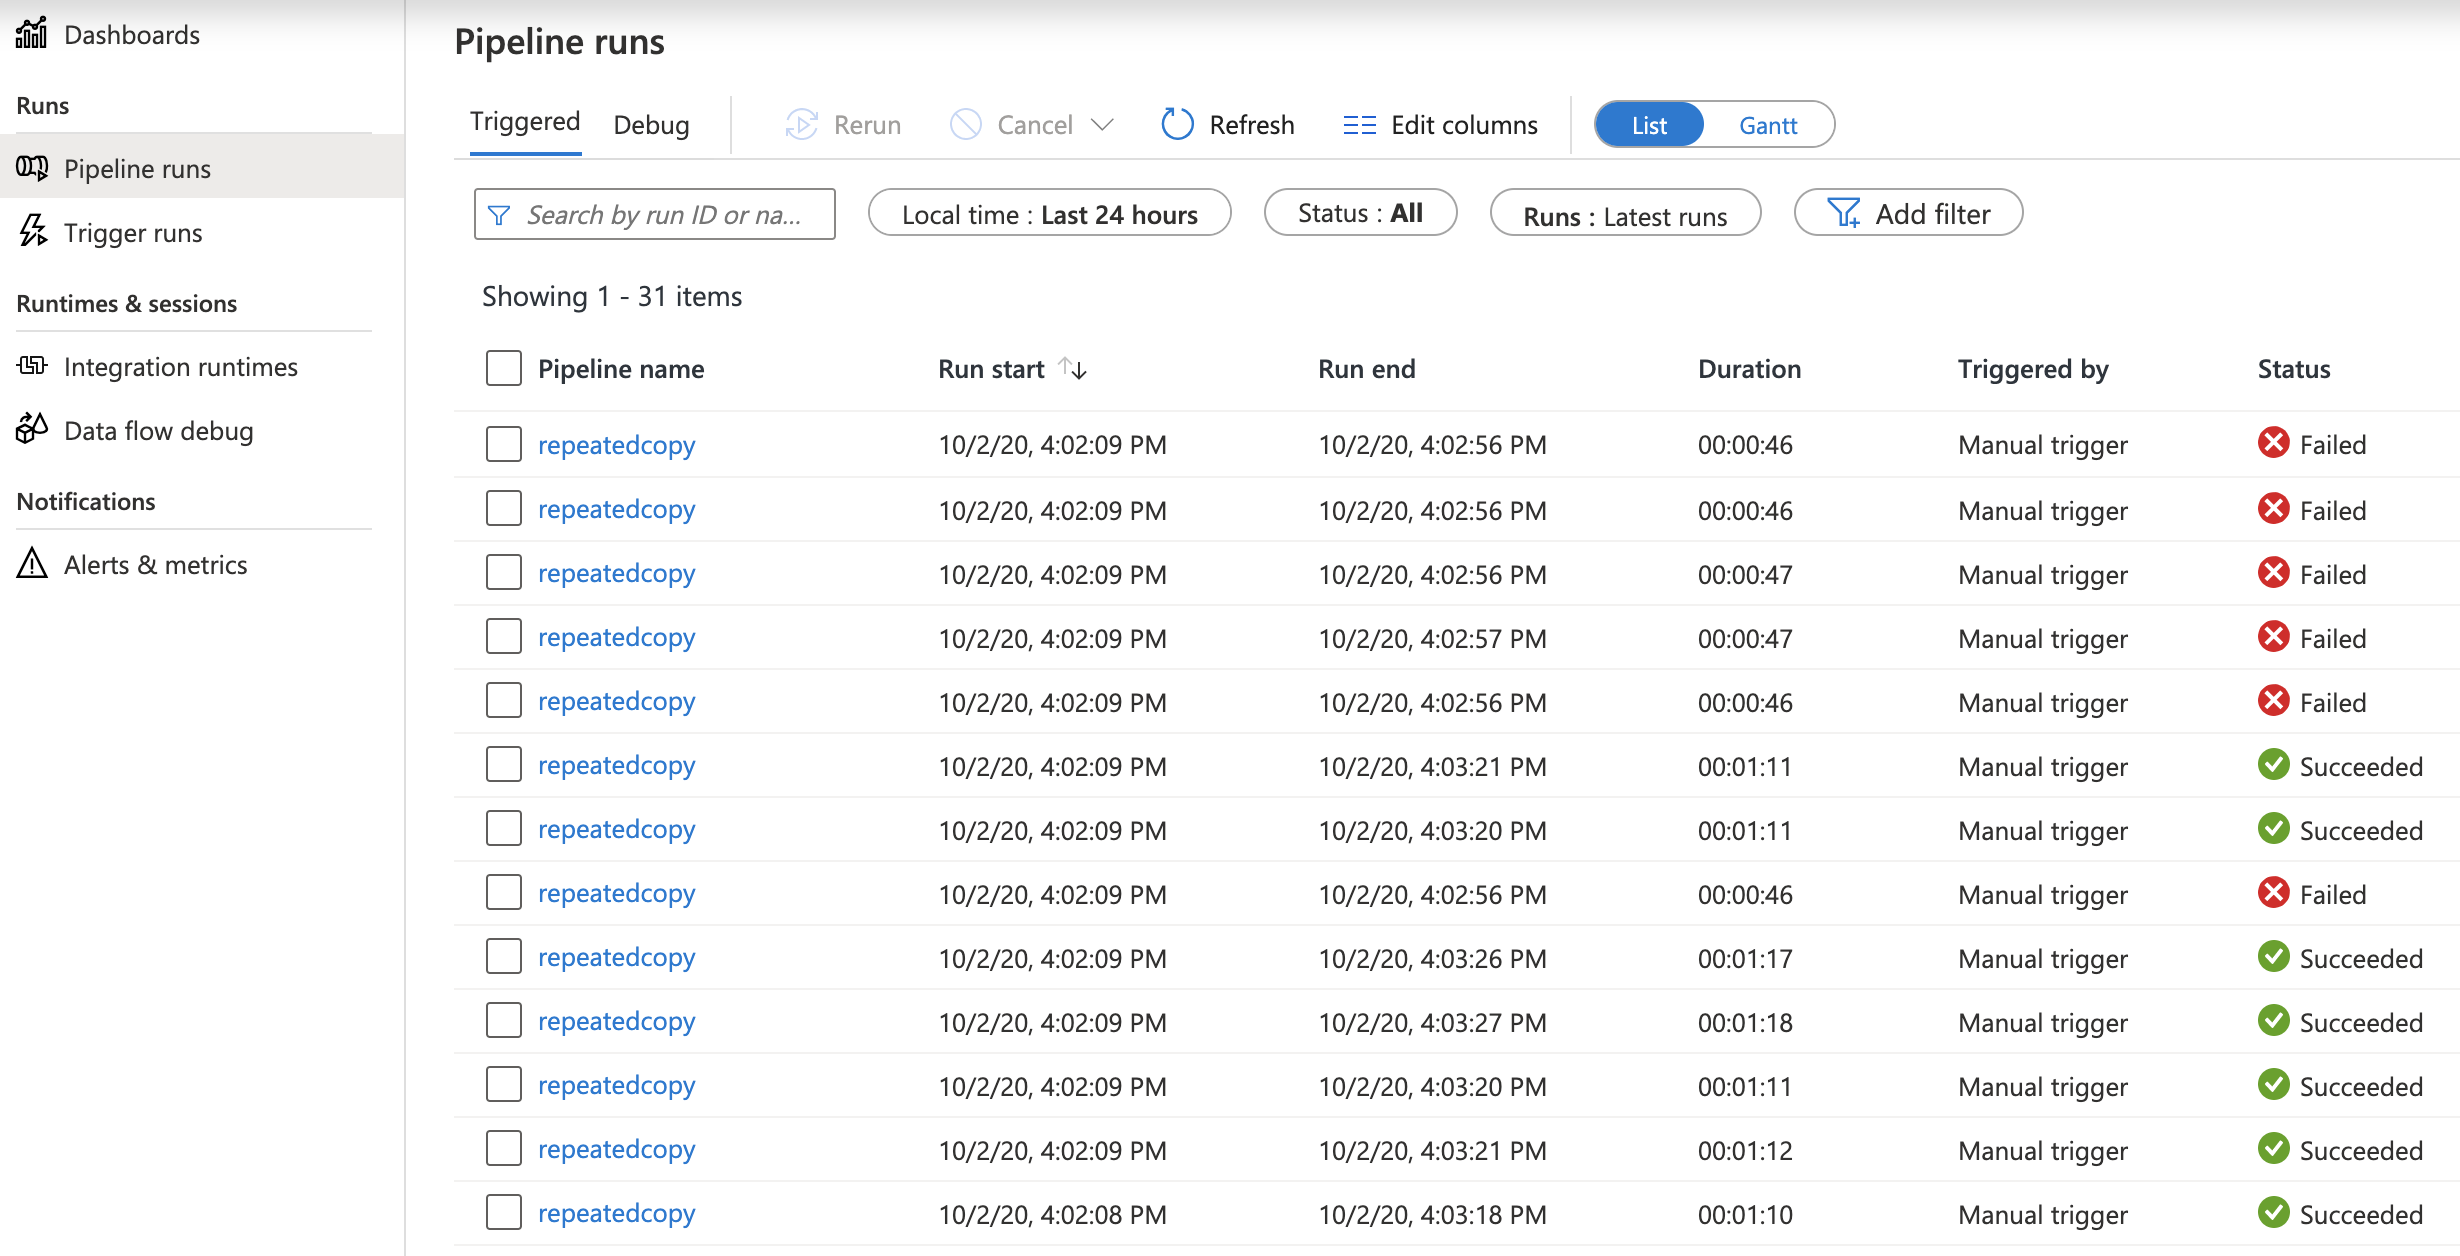 Dashboards
Runs
Pipeline runs
Trigger runs
Runtimes & sessions
Integration runtimes
Data flow debug
Notifications
Alerts & metrics
Pipeline runs
Triggered Debug Rerun Cancel Refresh Edit columns List Gantt
Search by run ID or na... Local time : Last 24 hours Status : All Runs : Latest runs Add filter
Showing 1 - 31 items
Pipeline name Run start Run end Duration Triggered by Status
repeatedcopy 10/2/20, 4:02:09 PM 10/2/20, 4:02:56 PM 00:00:46 Manual trigger Failed
repeatedcopy 10/2/20, 4:02:09 PM 10/2/20, 4:02:56 PM 00:00:46 Manual trigger Failed
repeatedcopy 10/2/20, 4:02:09 PM 10/2/20, 4:02:56 PM 00:00:47 Manual trigger Failed
repeatedcopy 10/2/20, 4:02:09 PM 10/2/20, 4:02:57 PM 00:00:47 Manual trigger Failed
repeatedcopy 10/2/20, 4:02:09 PM 10/2/20, 4:02:56 PM 00:00:46 Manual trigger Failed
repeatedcopy 10/2/20, 4:02:09 PM 10/2/20, 4:03:21 PM 00:01:11 Manual trigger Succeeded
repeatedcopy 10/2/20, 4:02:09 PM 10/2/20, 4:03:20 PM 00:01:11 Manual trigger Succeeded
repeatedcopy 10/2/20, 4:02:09 PM 10/2/20, 4:02:56 PM 00:00:46 Manual trigger Failed
repeatedcopy 10/2/20, 4:02:09 PM 10/2/20, 4:03:26 PM 00:01:17 Manual trigger Succeeded
repeatedcopy 10/2/20, 4:02:09 PM 10/2/20, 4:03:27 PM 00:01:18 Manual trigger Succeeded
repeatedcopy 10/2/20, 4:02:09 PM 10/2/20, 4:03:20 PM 00:01:11 Manual trigger Succeeded
repeatedcopy 10/2/20, 4:02:09 PM 10/2/20, 4:03:21 PM 00:01:12 Manual trigger Succeeded
repeatedcopy 10/2/20, 4:02:08 PM 10/2/20, 4:03:18 PM 00:01:10 Manual trigger Succeeded